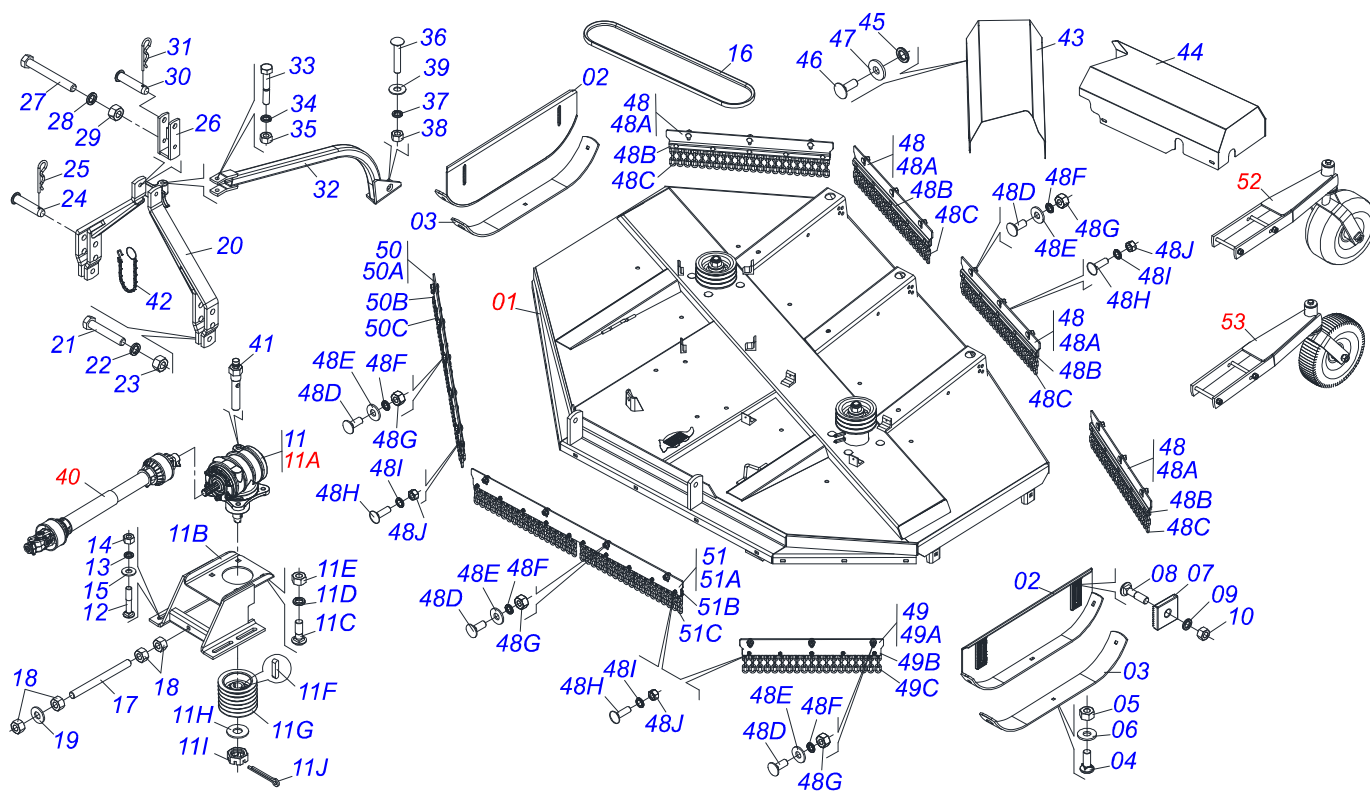 31
30
27
28
29
26
25
24
20
42
21
22
23
33
34
35
32
36
39
37
38
41
11
11A
40
14
13
15
12
11B
11E
11D
11C
18
18
17
19
11F
11G
11H
11I
11J
02
03
16
46
47
45
43
44
48
48A
48B
48C
48
48A
48B
48C
48D
48E
48F
48G
48H
48I
48J
48
48A
48B
48C
52
53
01
50
50A
50B
50C
48E
48F
48D
48G
48I
48H
48J
48
48A
48B
48C
48D
48E
48F
48G
51
51A
51B
51C
49
49A
49B
49C
48H
48I
48J
48D
48E
48F
48G
02
08
07
09
10
03
05
06
04